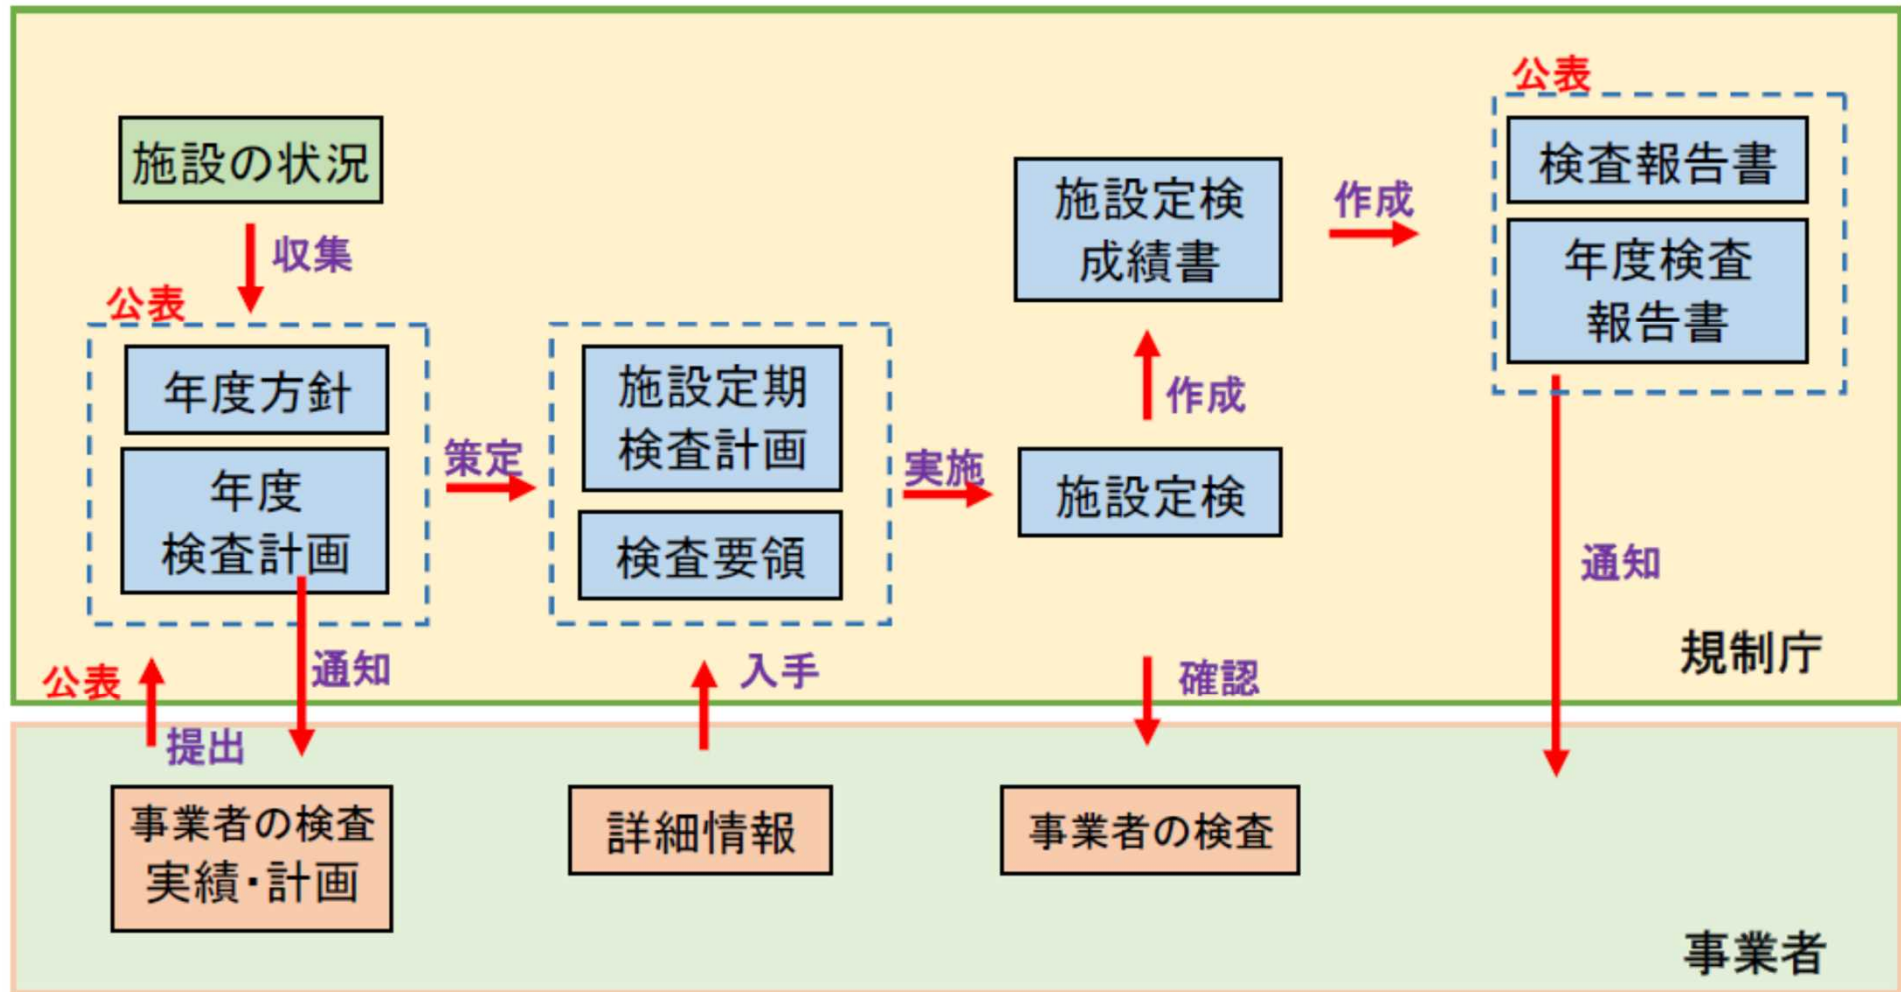 公表
施設の状況
検査報告書
施設定検
成績書
作成
年度検査
報告書
収集
公表
年度方針
施設定期
検査計画
作成
年度
検査計画
策定
実施
検査要領
施設定検
通知
規制庁
公表
通知
入手
確認
提出
事業者の検査
実績・計画
詳細情報
事業者の検査
事業者